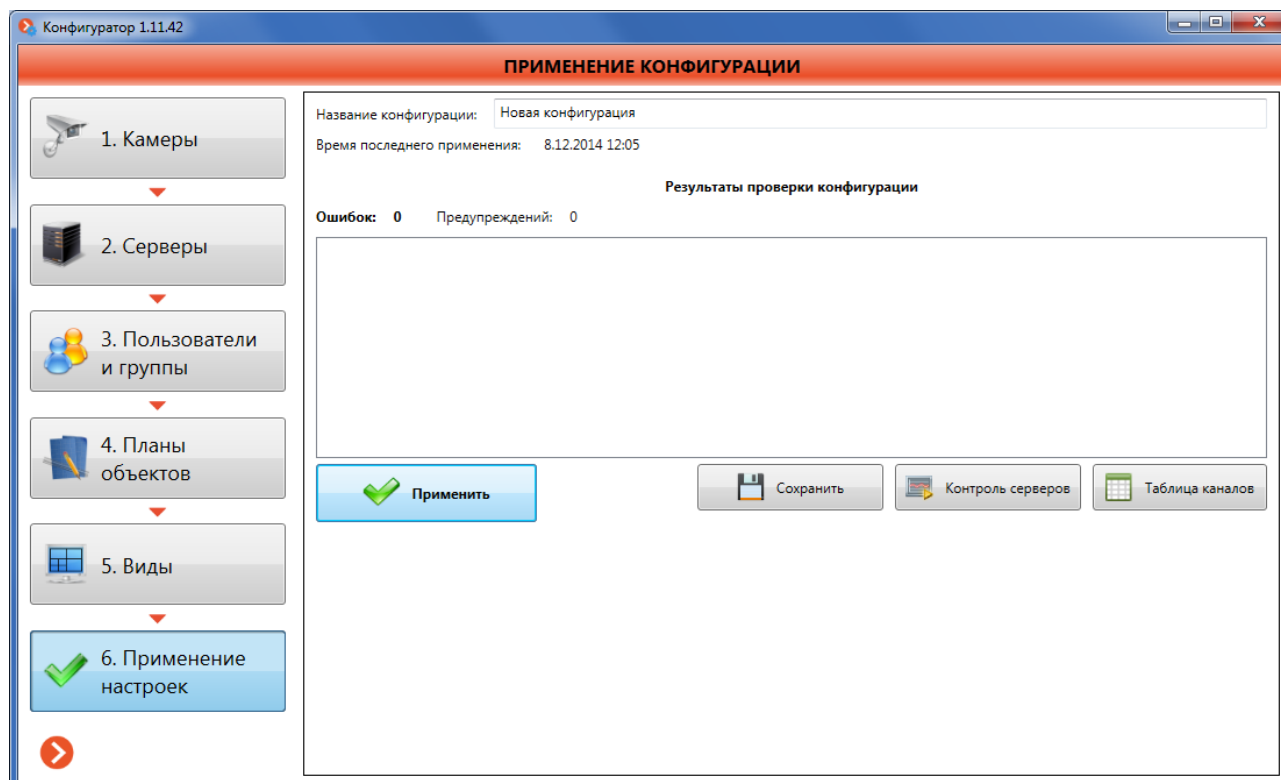 Конфигуратор 1.11.42
ПРИМЕНЕНИЕ КОНФИГУРАЦИИ
1. Камеры
2. Серверы
3. Пользователи
и группы
4. Планы
объектов
5. Виды
6. Применение
настроек
Название конфигурации: Новая конфигурация
Время последнего применения: 8.12.2014 12:05
Результаты проверки конфигурации
Ошибок: 0 Предупреждений: 0
Применить
Сохранить
Контроль серверов
Таблица каналов